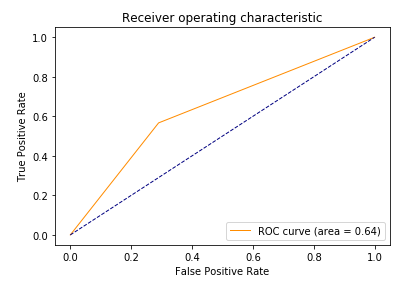 Receiver operating characteristic
True Positive Rate
1.0
0.8
0.6
0.4
0.2
0.0
ROC curve (area = 0.64)
0.0 0.2 0.4 0.6 0.8 1.0
False Positive Rate